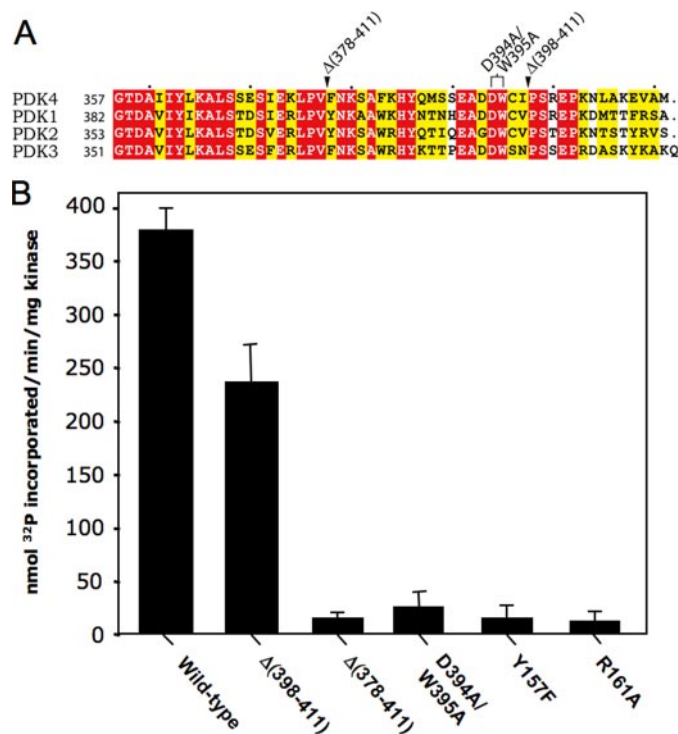 A
Δ(378-411)
D394A/
W395A
Δ(398-411)
PDK4 357 GTDAIIYLKALSSESIEKLPVFNKSAFKHYQMSSEADDWCIPSREPKNLAKEVAM.
PDK1 382 GTDAVIYIKALSTDSIERLPVYNKAAWKHYNTNHEADDWCVPSREPKDMTTFRSA.
PDK2 353 GTDAVIYLKALSTDSVERLPVYNKSAWRHYQTIQEAGDWCVPSTEPKNTSTYRVS.
PDK3 351 GTDAVIYLKALSSESFERLPVFNKSAWRHYKTTPEADDWSNPSREPRDASKYKAKQ
B
nmol ³²P incorporated/min/mg kinase
400
350
300
250
200
150
100
50
0
Wild-type
Δ(398-411)
Δ(378-411)
D394A/
W395A
Y157F
R161A